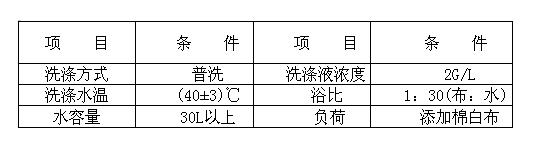 项 目 条 件 项 目 条 件
洗涤方式 普洗 洗涤液浓度 2G/L
洗涤水温 (40±3)℃ 浴比 1：30(布：水)
水容量 30L以上 负荷 添加棉白布